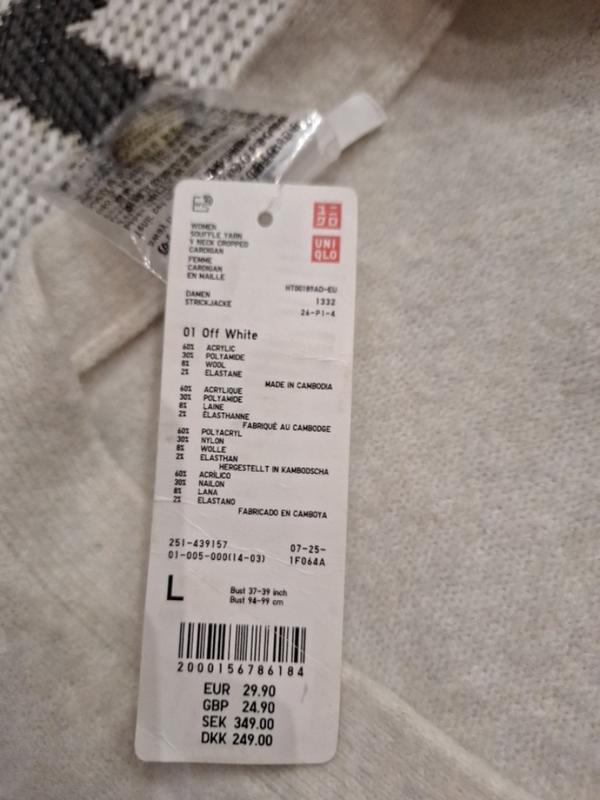 ユニ
クロ
UNI
QLO
WOMEN
SOUFFLE YARN
V NECK CROPPED
CARDIGAN
FEMME
CARDIGAN
EN MAILLE
DAMEN
STRICKJACKE
HT00189AD-EU
1332
26-P1-4
01 Off White
60% ACRYLIC
30% POLYAMIDE
8% WOOL
2% ELASTANE
MADE IN CAMBODIA
60% ACRYLIQUE
30% POLYAMIDE
8% LAINE
2% ÉLASTHANNE
FABRIQUÉ AU CAMBODGE
60% POLYACRYL
30% NYLON
8% WOLLE
2% ELASTHAN
HERGESTELLT IN KAMBODSCHA
60% ACRÍLICO
30% NAILON
8% LANA
2% ELASTANO
FABRICADO EN CAMBOYA
251-439157 07-25-
01-005-000(14-03) 1F064A
L
Bust 37-39 inch
Bust 94-99 cm
2000156786184
EUR 29.90
GBP 24.90
SEK 349.00
DKK 249.00